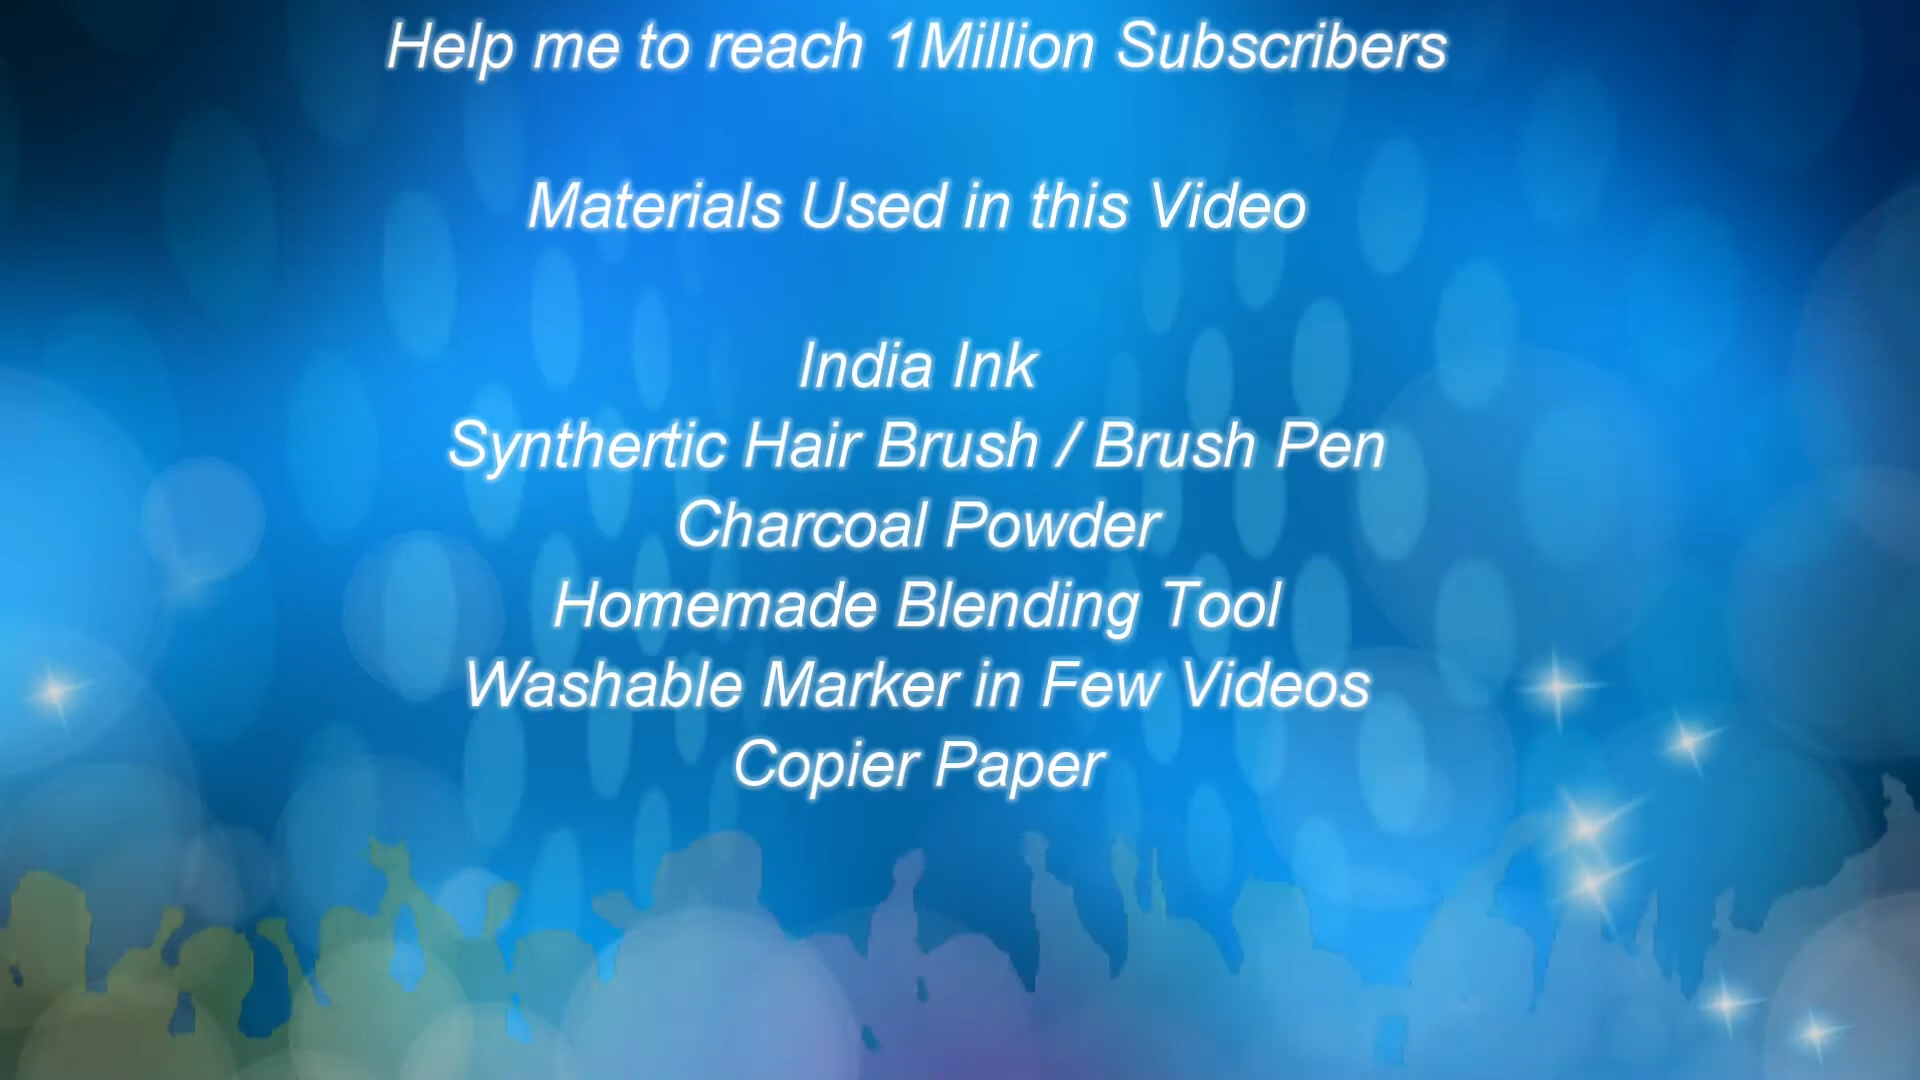 Help me to reach 1Million Subscribers
Materials Used in this Video
India Ink
Synthertic Hair Brush / Brush Pen
Charcoal Powder
Homemade Blending Tool
Washable Marker in Few Videos
Copier Paper